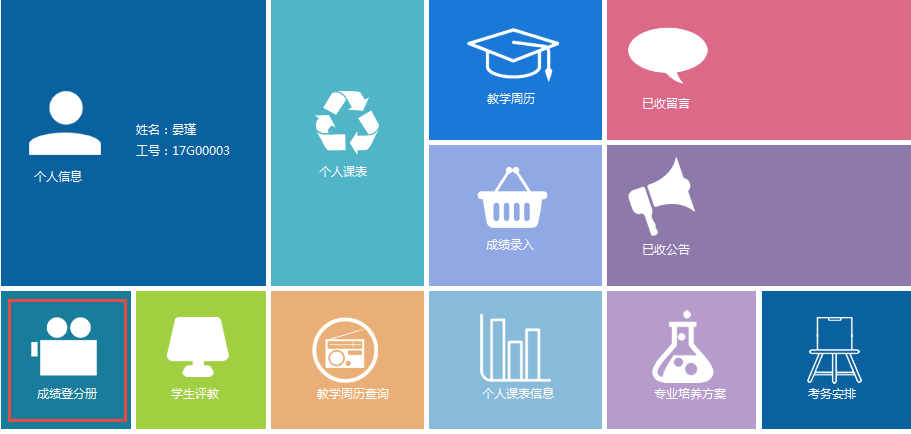 姓名：晏瑾
工号：17G00003
个人信息
个人课表
教学周历
已收留言
成绩录入
已收公告
成绩登分册
学生评教
教学周历查询
个人课表信息
专业培养方案
考务安排